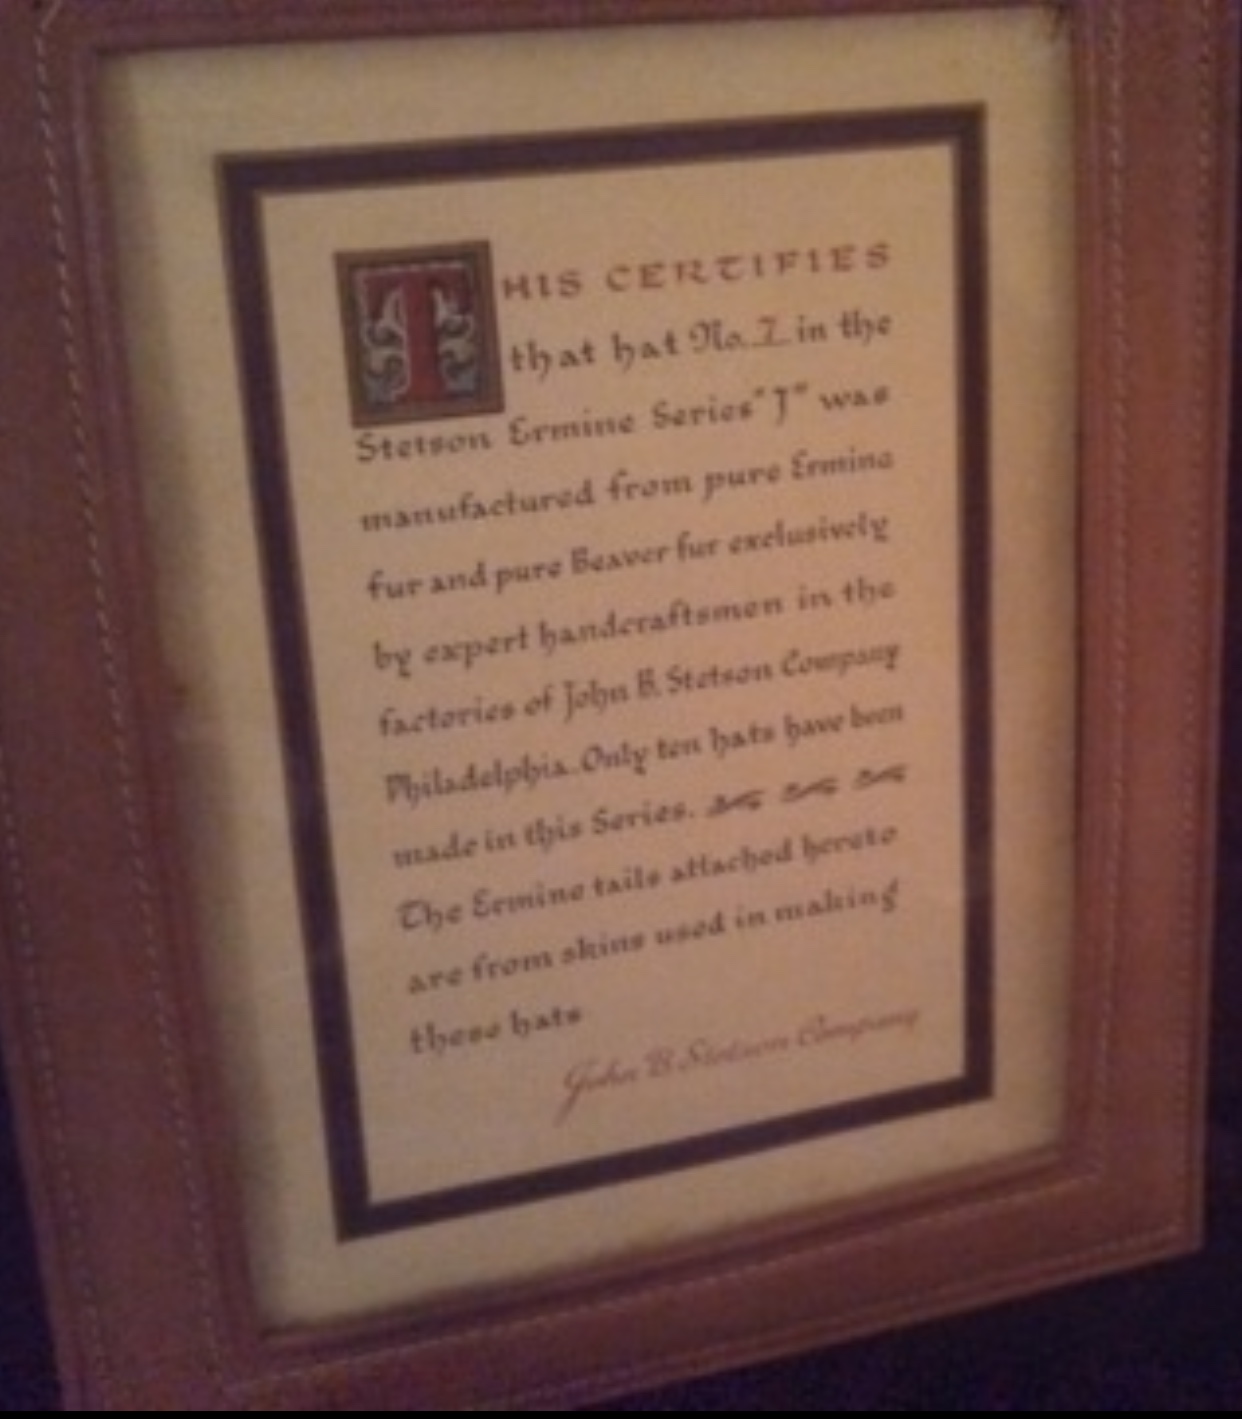 THIS CERTIFIES
that hat No. 7 in the
Stetson Ermine Series "J" was
manufactured from pure Ermine
fur and pure Beaver fur exclusively
by expert handcraftsmen in the
factories of John B. Stetson Company
Philadelphia. Only ten hats have been
made in this Series.
The Ermine tails attached hereto
are from skins used in making
these hats
John B. Stetson Company